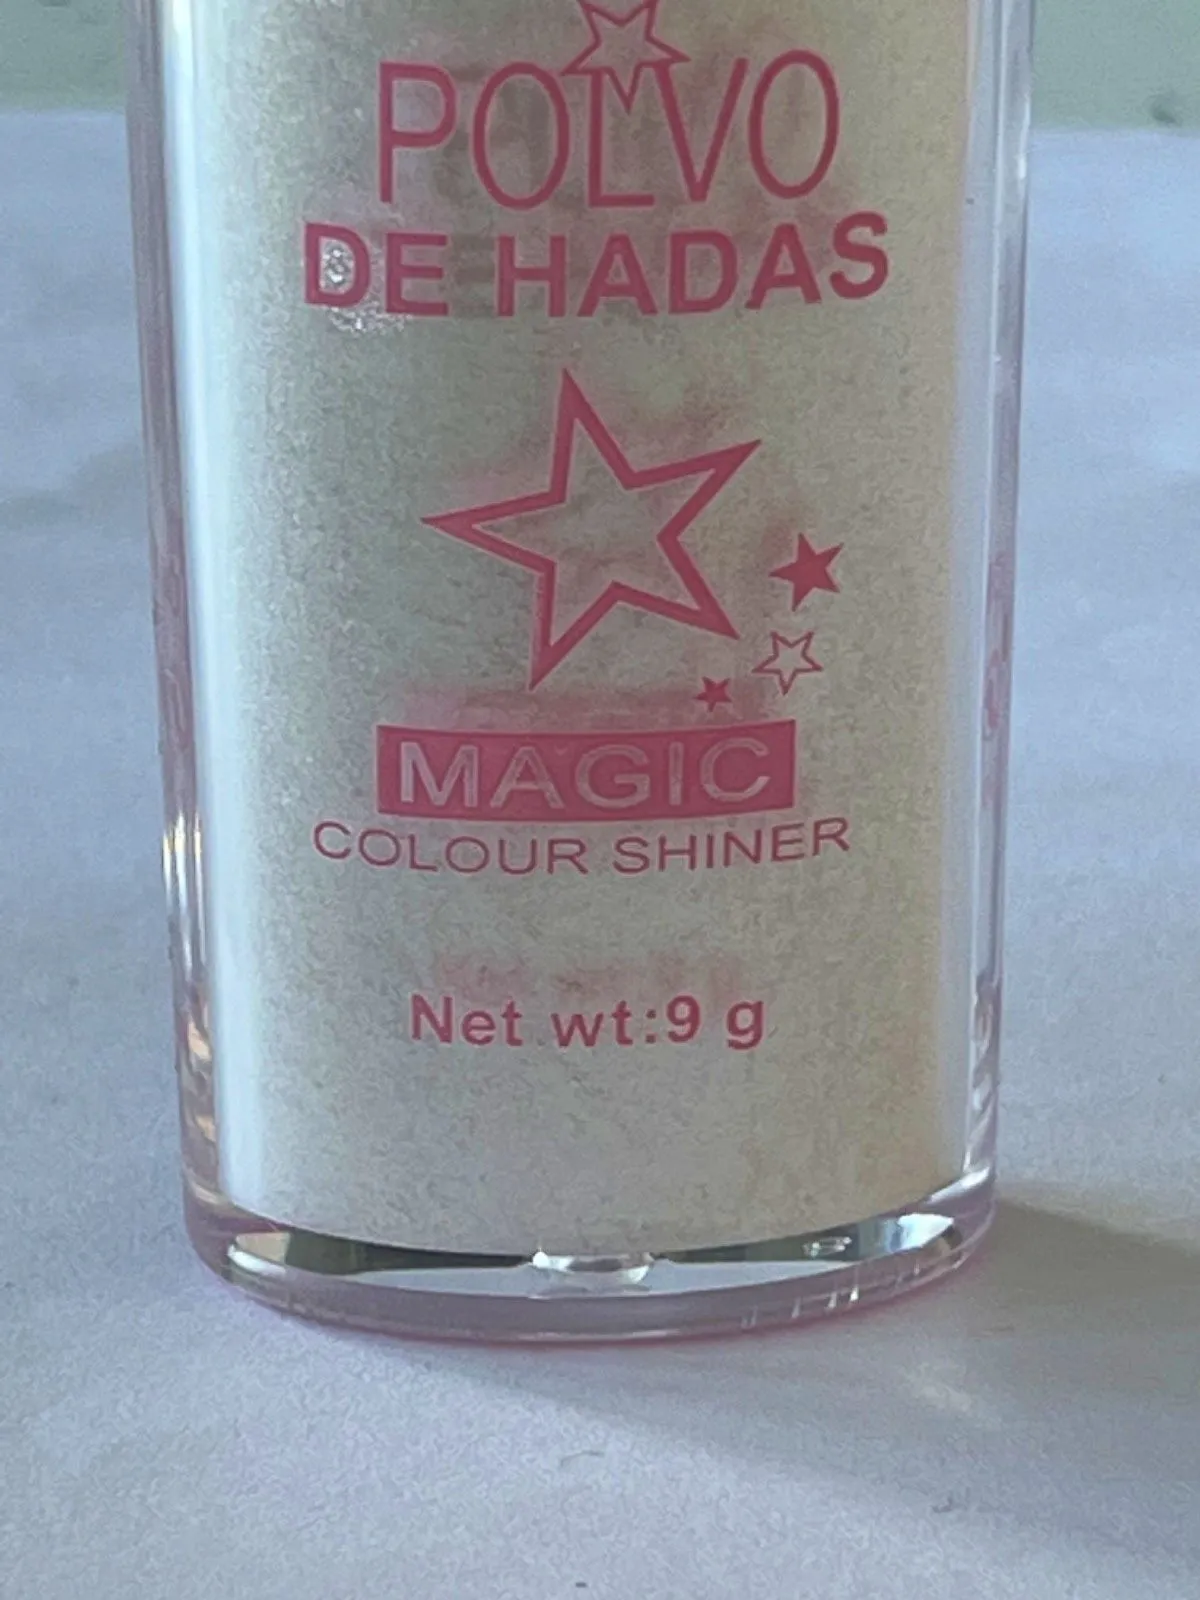 POLVO
DE HADAS
MAGIC
COLOUR SHINER
Net wt:9 g